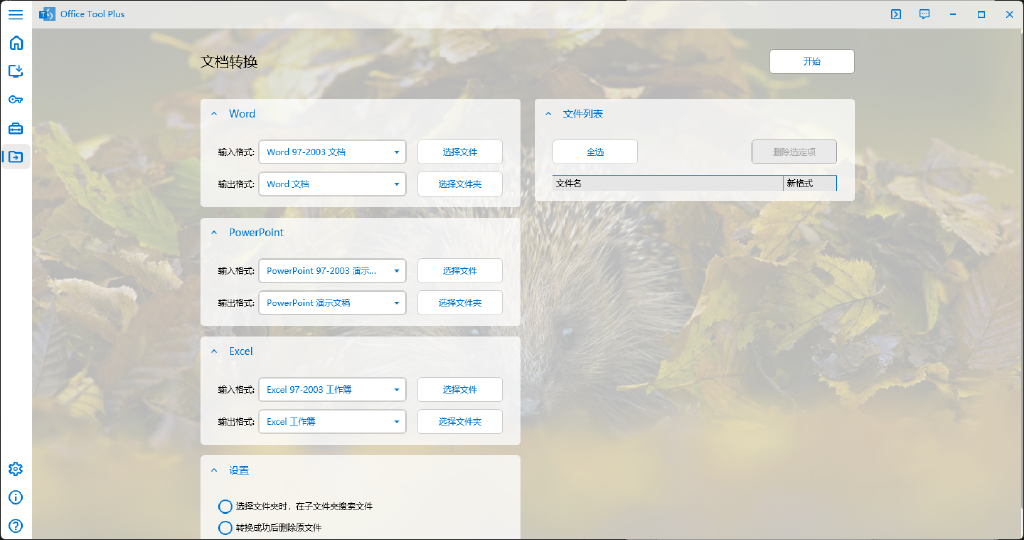 Office Tool Plus
文档转换
开始
Word
输入格式: Word 97-2003 文档 选择文件
输出格式: Word 文档 选择文件夹
PowerPoint
输入格式: PowerPoint 97-2003 演示... 选择文件
输出格式: PowerPoint 演示文稿 选择文件夹
Excel
输入格式: Excel 97-2003 工作簿 选择文件
输出格式: Excel 工作簿 选择文件夹
设置
选择文件夹时，在子文件夹搜索文件
转换成功后删除原文件
文件列表
全选 删除选定项
文件名 新格式